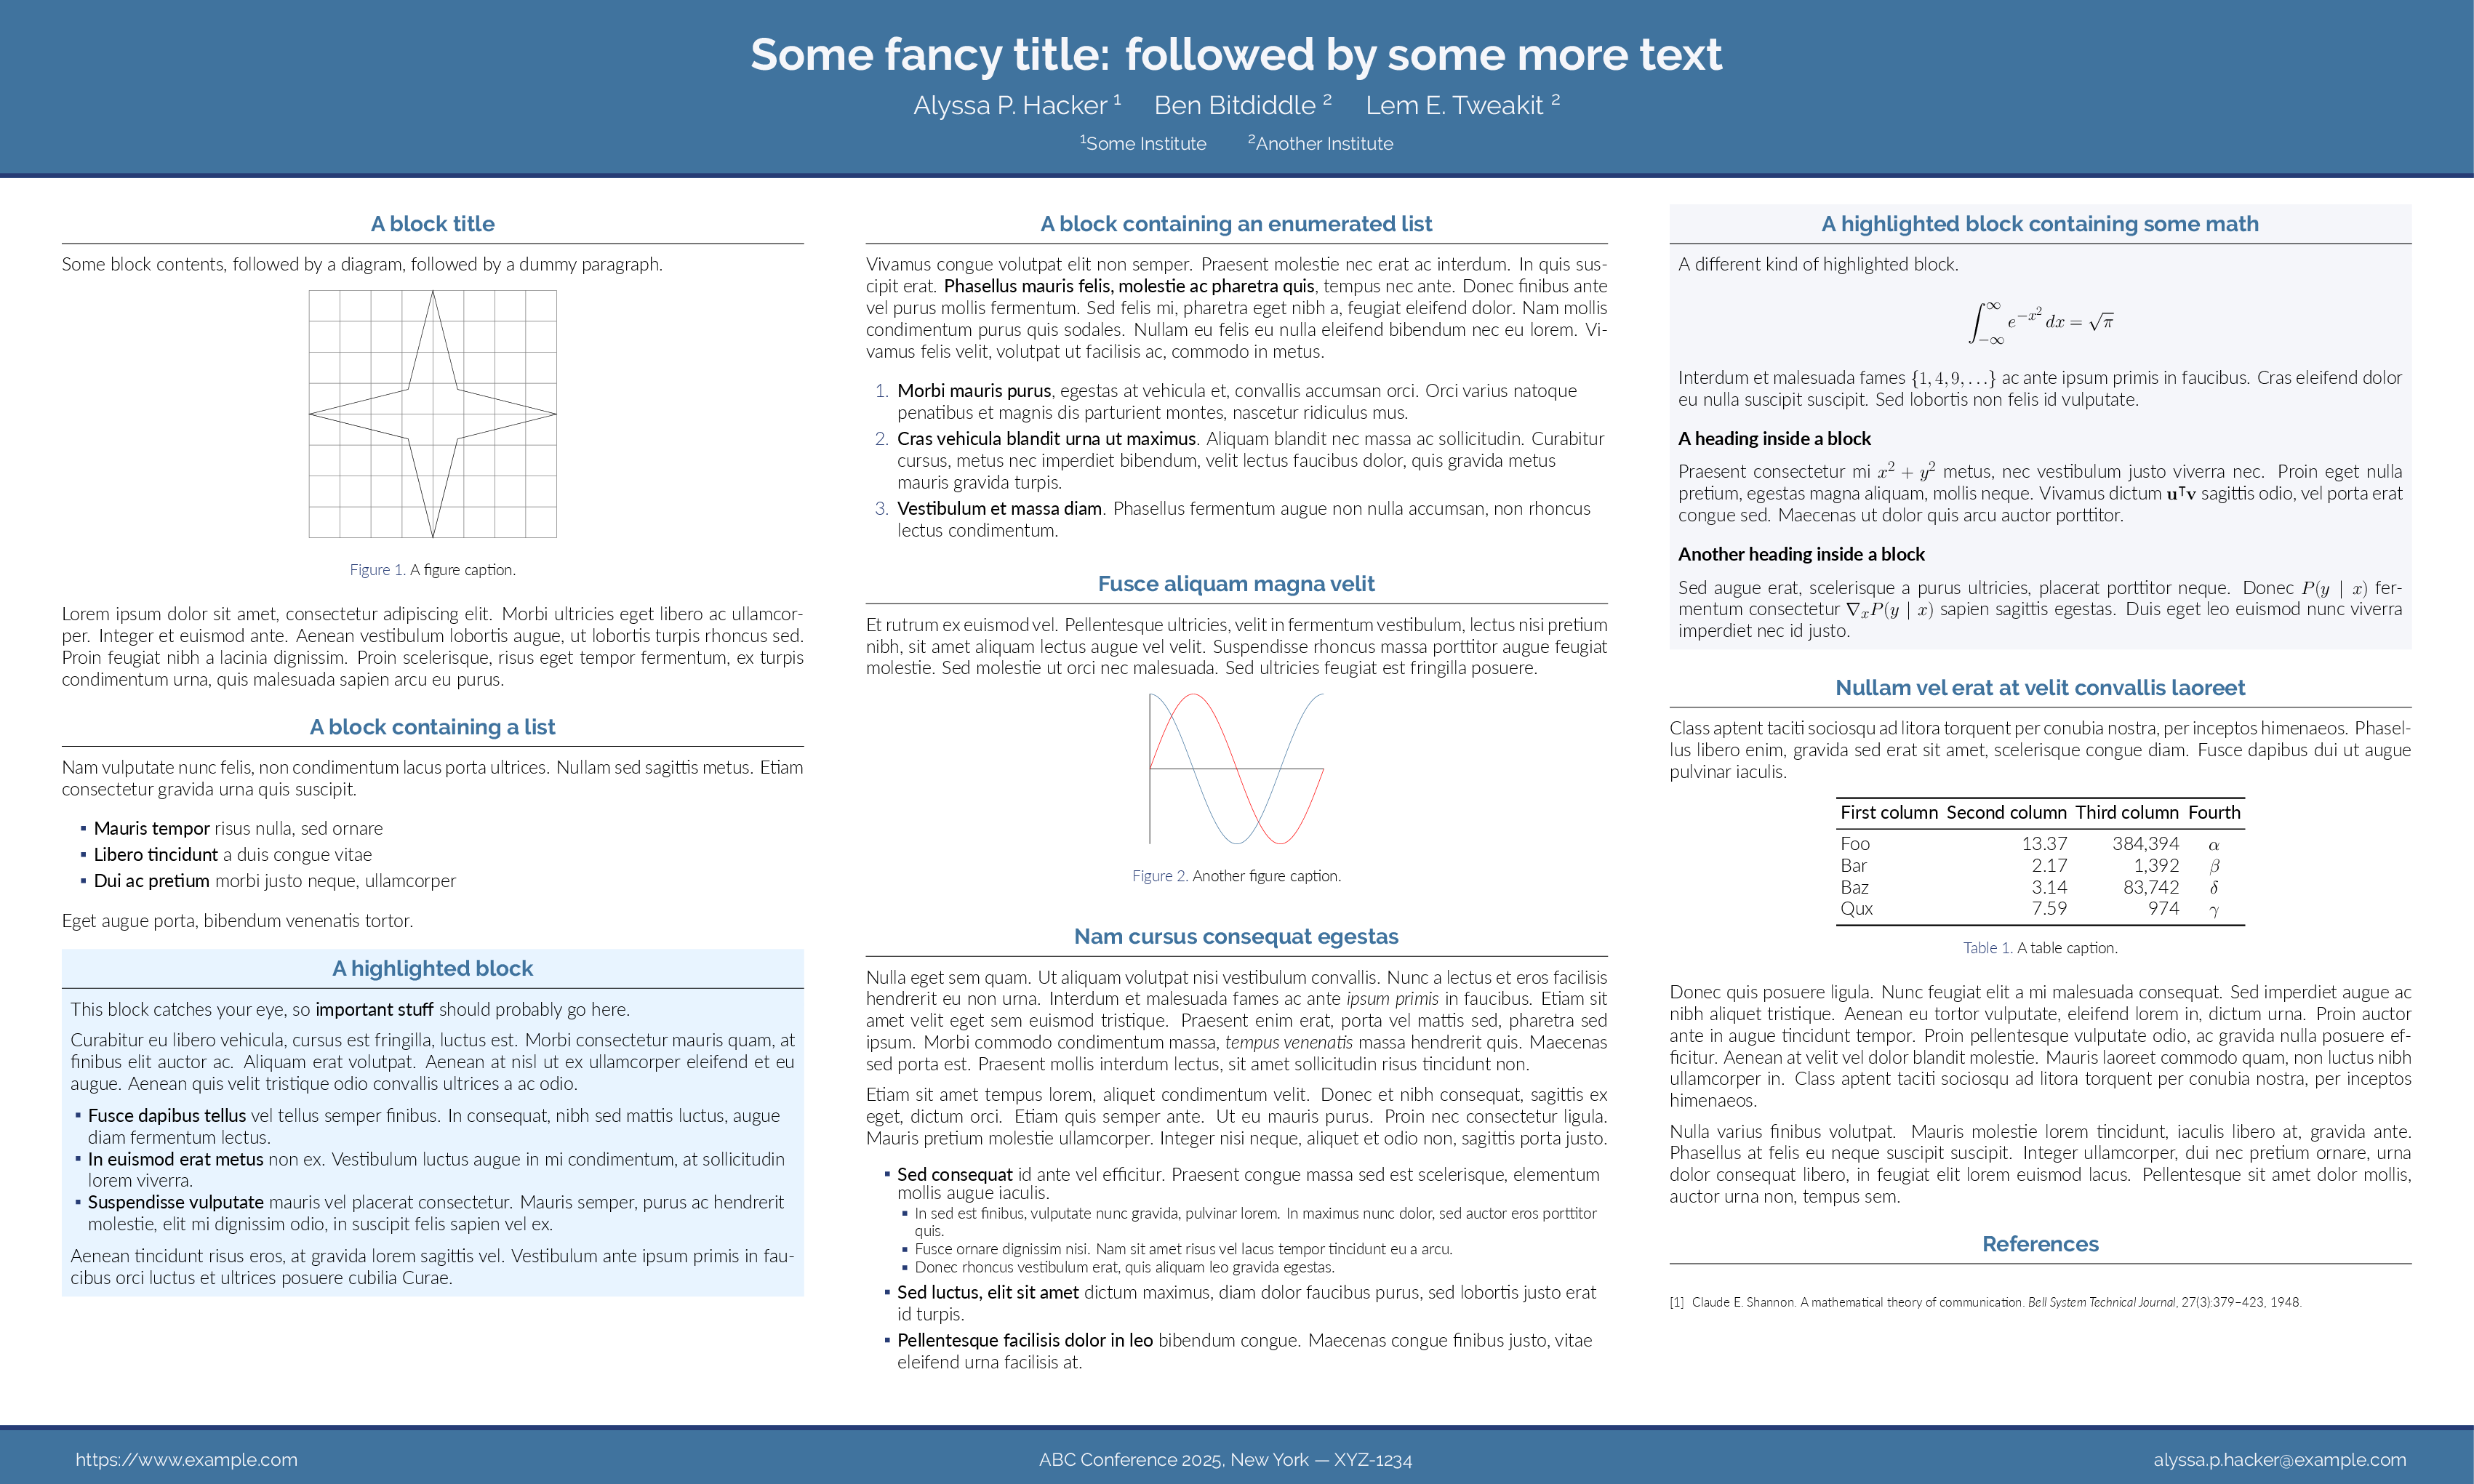 Some fancy title: followed by some more text
Alyssa P. Hacker ¹ Ben Bitdiddle ² Lem E. Tweakit ²
¹Some Institute ²Another Institute
A block title
Some block contents, followed by a diagram, followed by a dummy paragraph.
Figure 1. A figure caption.
Lorem ipsum dolor sit amet, consectetur adipiscing elit. Morbi ultricies eget libero ac ullamcor-
per. Integer et euismod ante. Aenean vestibulum lobortis augue, ut lobortis turpis rhoncus sed.
Proin feugiat nibh a lacinia dignissim. Proin scelerisque, risus eget tempor fermentum, ex turpis
condimentum urna, quis malesuada sapien arcu eu purus.
A block containing a list
Nam vulputate nunc felis, non condimentum lacus porta ultrices. Nullam sed sagittis metus. Etiam
consectetur gravida urna quis suscipit.
▪ Mauris tempor risus nulla, sed ornare
▪ Libero tincidunt a duis congue vitae
▪ Dui ac pretium morbi justo neque, ullamcorper
Eget augue porta, bibendum venenatis tortor.
A highlighted block
This block catches your eye, so important stuff should probably go here.
Curabitur eu libero vehicula, cursus est fringilla, luctus est. Morbi consectetur mauris quam, at
finibus elit auctor ac. Aliquam erat volutpat. Aenean at nisl ut ex ullamcorper eleifend et eu
augue. Aenean quis velit tristique odio convallis ultrices a ac odio.
▪ Fusce dapibus tellus vel tellus semper finibus. In consequat, nibh sed mattis luctus, augue
diam fermentum lectus.
▪ In euismod erat metus non ex. Vestibulum luctus augue in mi condimentum, at sollicitudin
lorem viverra.
▪ Suspendisse vulputate mauris vel placerat consectetur. Mauris semper, purus ac hendrerit
molestie, elit mi dignissim odio, in suscipit felis sapien vel ex.
Aenean tincidunt risus eros, at gravida lorem sagittis vel. Vestibulum ante ipsum primis in fau-
cibus orci luctus et ultrices posuere cubilia Curae.
A block containing an enumerated list
Vivamus congue volutpat elit non semper. Praesent molestie nec erat ac interdum. In quis sus-
cipit erat. Phasellus mauris felis, molestie ac pharetra quis, tempus nec ante. Donec finibus ante
vel purus mollis fermentum. Sed felis mi, pharetra eget nibh a, feugiat eleifend dolor. Nam mollis
condimentum purus quis sodales. Nullam eu felis eu nulla eleifend bibendum nec eu lorem. Vi-
vamus felis velit, volutpat ut facilisis ac, commodo in metus.
1. Morbi mauris purus, egestas at vehicula et, convallis accumsan orci. Orci varius natoque
penatibus et magnis dis parturient montes, nascetur ridiculus mus.
2. Cras vehicula blandit urna ut maximus. Aliquam blandit nec massa ac sollicitudin. Curabitur
cursus, metus nec imperdiet bibendum, velit lectus faucibus dolor, quis gravida metus
mauris gravida turpis.
3. Vestibulum et massa diam. Phasellus fermentum augue non nulla accumsan, non rhoncus
lectus condimentum.
Fusce aliquam magna velit
Et rutrum ex euismod vel. Pellentesque ultricies, velit in fermentum vestibulum, lectus nisi pretium
nibh, sit amet aliquam lectus augue vel velit. Suspendisse rhoncus massa porttitor augue feugiat
molestie. Sed molestie ut orci nec malesuada. Sed ultricies feugiat est fringilla posuere.
Figure 2. Another figure caption.
Nam cursus consequat egestas
Nulla eget sem quam. Ut aliquam volutpat nisi vestibulum convallis. Nunc a lectus et eros facilisis
hendrerit eu non urna. Interdum et malesuada fames ac ante ipsum primis in faucibus. Etiam sit
amet velit eget sem euismod tristique. Praesent enim erat, porta vel mattis sed, pharetra sed
ipsum. Morbi commodo condimentum massa, tempus venenatis massa hendrerit quis. Maecenas
sed porta est. Praesent mollis interdum lectus, sit amet sollicitudin risus tincidunt non.
Etiam sit amet tempus lorem, aliquet condimentum velit. Donec et nibh consequat, sagittis ex
eget, dictum orci. Etiam quis semper ante. Ut eu mauris purus. Proin nec consectetur ligula.
Mauris pretium molestie ullamcorper. Integer nisi neque, aliquet et odio non, sagittis porta justo.
▪ Sed consequat id ante vel efficitur. Praesent congue massa sed est scelerisque, elementum
mollis augue iaculis.
▪ In sed est finibus, vulputate nunc gravida, pulvinar lorem. In maximus nunc dolor, sed auctor eros porttitor
quis.
▪ Fusce ornare dignissim nisi. Nam sit amet risus vel lacus tempor tincidunt eu a arcu.
▪ Donec rhoncus vestibulum erat, quis aliquam leo gravida egestas.
▪ Sed luctus, elit sit amet dictum maximus, diam dolor faucibus purus, sed lobortis justo erat
id turpis.
▪ Pellentesque facilisis dolor in leo bibendum congue. Maecenas congue finibus justo, vitae
eleifend urna facilisis at.
A highlighted block containing some math
A different kind of highlighted block.
∫_{−∞}^{∞} e^{−x²} dx = √π
Interdum et malesuada fames {1, 4, 9, …} ac ante ipsum primis in faucibus. Cras eleifend dolor
eu nulla suscipit suscipit. Sed lobortis non felis id vulputate.
A heading inside a block
Praesent consectetur mi x² + y² metus, nec vestibulum justo viverra nec. Proin eget nulla
pretium, egestas magna aliquam, mollis neque. Vivamus dictum u⊺v sagittis odio, vel porta erat
congue sed. Maecenas ut dolor quis arcu auctor porttitor.
Another heading inside a block
Sed augue erat, scelerisque a purus ultricies, placerat porttitor neque. Donec P(y | x) fer-
mentum consectetur ∇ₓP(y | x) sapien sagittis egestas. Duis eget leo euismod nunc viverra
imperdiet nec id justo.
Nullam vel erat at velit convallis laoreet
Class aptent taciti sociosqu ad litora torquent per conubia nostra, per inceptos himenaeos. Phasel-
lus libero enim, gravida sed erat sit amet, scelerisque congue diam. Fusce dapibus dui ut augue
pulvinar iaculis.
First column Second column Third column Fourth
Foo 13.37 384,394 α
Bar 2.17 1,392 β
Baz 3.14 83,742 δ
Qux 7.59 974 γ
Table 1. A table caption.
Donec quis posuere ligula. Nunc feugiat elit a mi malesuada consequat. Sed imperdiet augue ac
nibh aliquet tristique. Aenean eu tortor vulputate, eleifend lorem in, dictum urna. Proin auctor
ante in augue tincidunt tempor. Proin pellentesque vulputate odio, ac gravida nulla posuere ef-
ficitur. Aenean at velit vel dolor blandit molestie. Mauris laoreet commodo quam, non luctus nibh
ullamcorper in. Class aptent taciti sociosqu ad litora torquent per conubia nostra, per inceptos
himenaeos.
Nulla varius finibus volutpat. Mauris molestie lorem tincidunt, iaculis libero at, gravida ante.
Phasellus at felis eu neque suscipit suscipit. Integer ullamcorper, dui nec pretium ornare, urna
dolor consequat libero, in feugiat elit lorem euismod lacus. Pellentesque sit amet dolor mollis,
auctor urna non, tempus sem.
References
[1] Claude E. Shannon. A mathematical theory of communication. Bell System Technical Journal, 27(3):379–423, 1948.
https://www.example.com
ABC Conference 2025, New York — XYZ-1234
alyssa.p.hacker@example.com